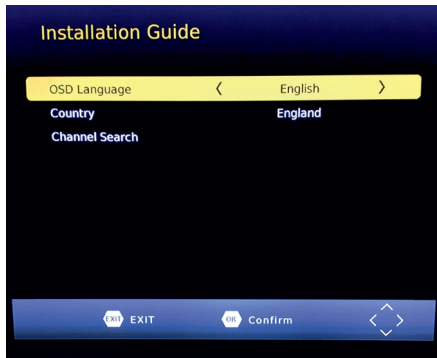 Installation Guide
OSD Language < English >
Country England
Channel Search
EXIT EXIT OK Confirm